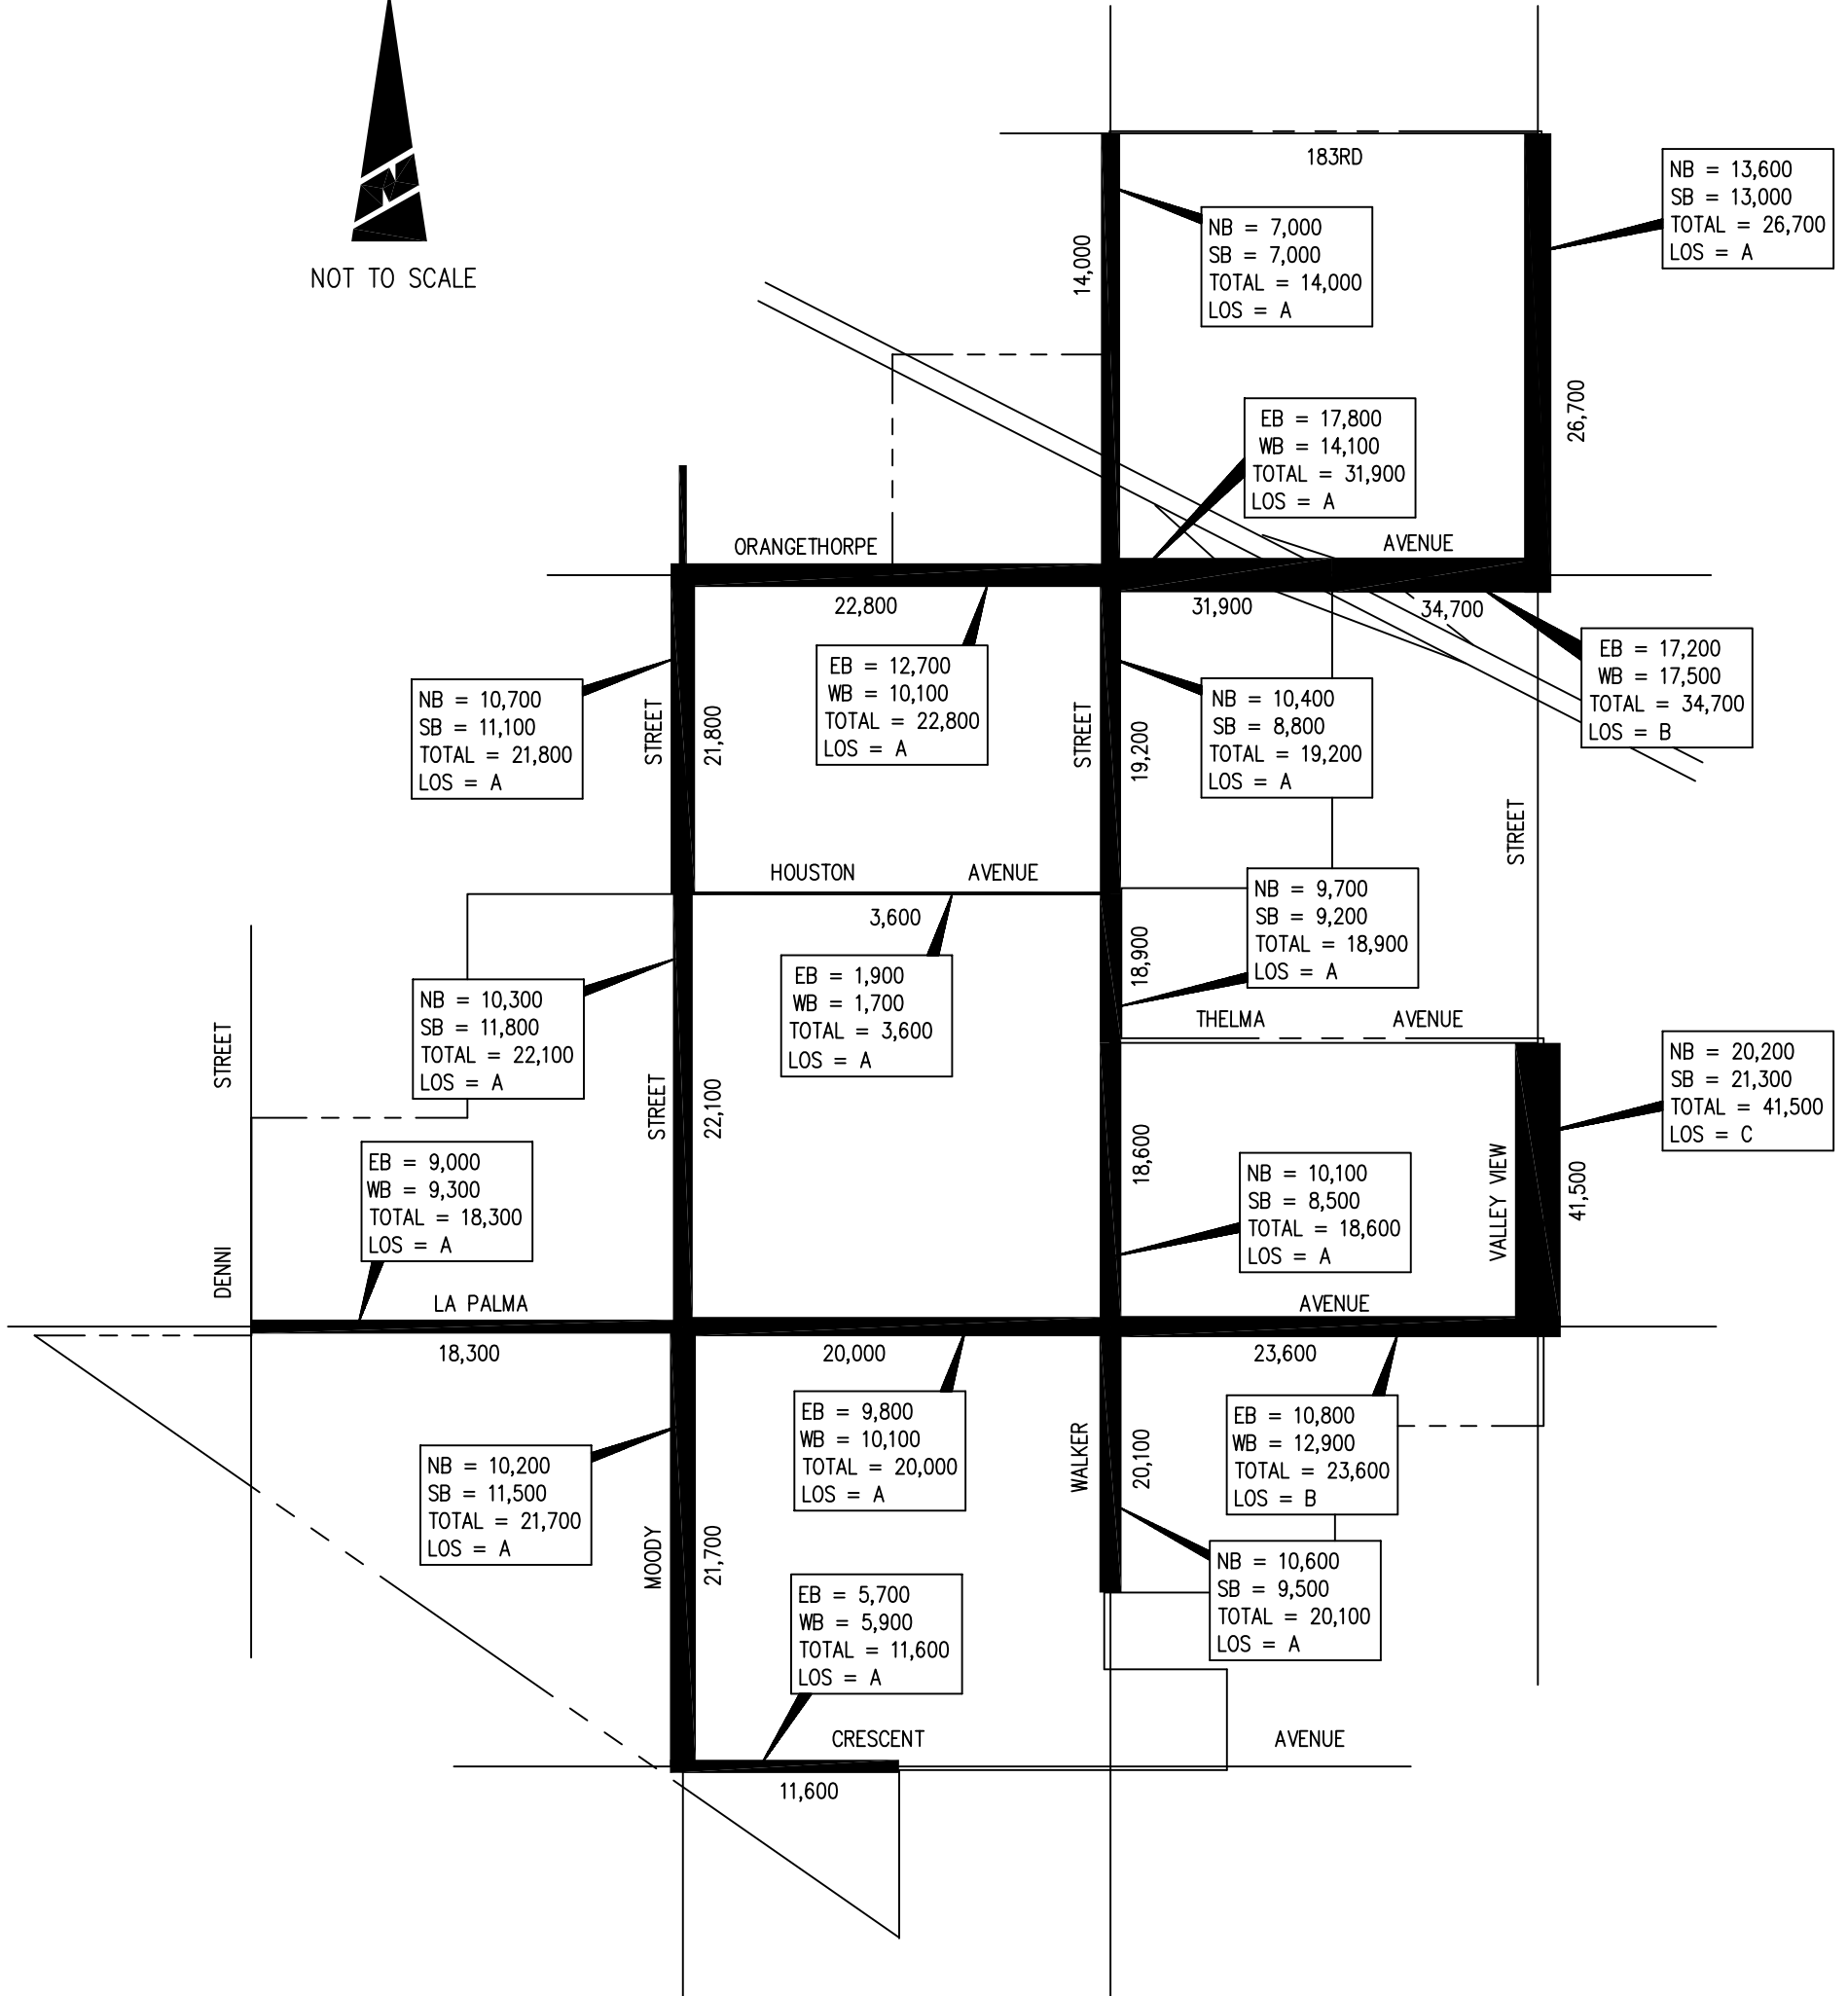 183RD
NB = 13,600
SB = 13,000
TOTAL = 26,700
LOS = A
NB = 7,000
SB = 7,000
TOTAL = 14,000
LOS = A
14,000
NOT TO SCALE
26,700
EB = 17,800
WB = 14,100
TOTAL = 31,900
LOS = A
ORANGETHORPE
AVENUE
22,800
31,900
34,700
EB = 17,200
WB = 17,500
TOTAL = 34,700
LOS = B
EB = 12,700
WB = 10,100
TOTAL = 22,800
LOS = A
NB = 10,700
SB = 11,100
TOTAL = 21,800
LOS = A
STREET
21,800
STREET
19,200
NB = 10,400
SB = 8,800
TOTAL = 19,200
LOS = A
STREET
HOUSTON
AVENUE
3,600
NB = 9,700
SB = 9,200
TOTAL = 18,900
LOS = A
18,900
EB = 1,900
WB = 1,700
TOTAL = 3,600
LOS = A
NB = 10,300
SB = 11,800
TOTAL = 22,100
LOS = A
STREET
THELMA
AVENUE
NB = 20,200
SB = 21,300
TOTAL = 41,500
LOS = C
STREET
22,100
18,600
EB = 9,000
WB = 9,300
TOTAL = 18,300
LOS = A
NB = 10,100
SB = 8,500
TOTAL = 18,600
LOS = A
VALLEY VIEW
41,500
DENNI
LA PALMA
AVENUE
18,300
20,000
23,600
EB = 9,800
WB = 10,100
TOTAL = 20,000
LOS = A
WALKER
20,100
EB = 10,800
WB = 12,900
TOTAL = 23,600
LOS = B
NB = 10,200
SB = 11,500
TOTAL = 21,700
LOS = A
MOODY
21,700
NB = 10,600
SB = 9,500
TOTAL = 20,100
LOS = A
EB = 5,700
WB = 5,900
TOTAL = 11,600
LOS = A
CRESCENT
AVENUE
11,600